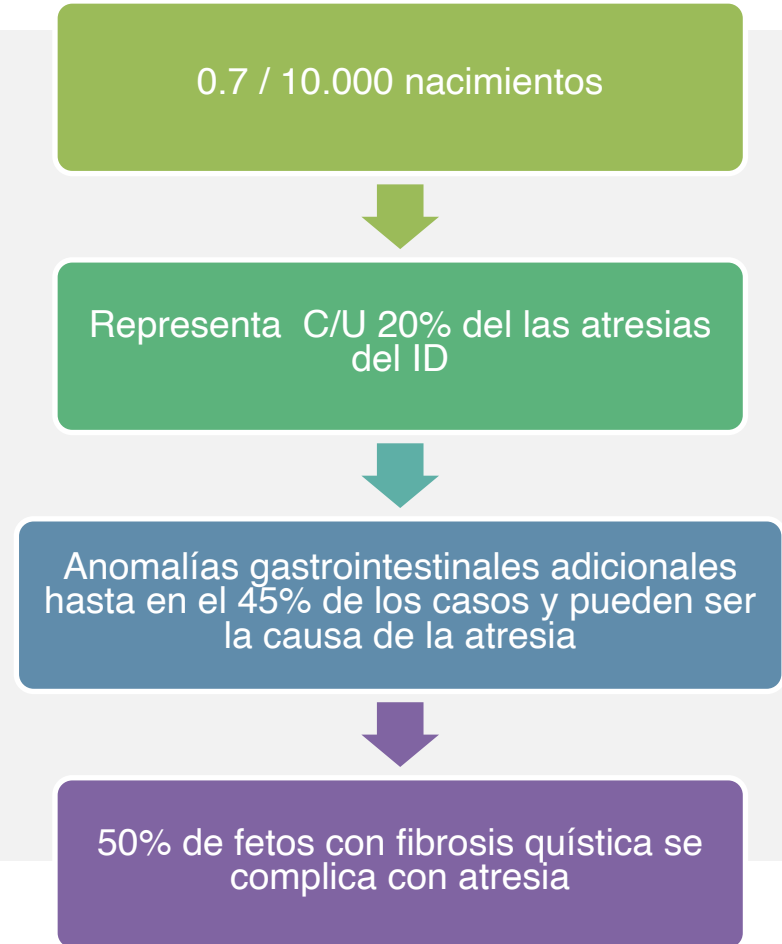 0.7 / 10.000 nacimientos
Representa  C/U 20% del las atresias
del ID
Anomalías gastrointestinales adicionales
hasta en el 45% de los casos y pueden ser
la causa de la atresia
50% de fetos con fibrosis quística se
complica con atresia